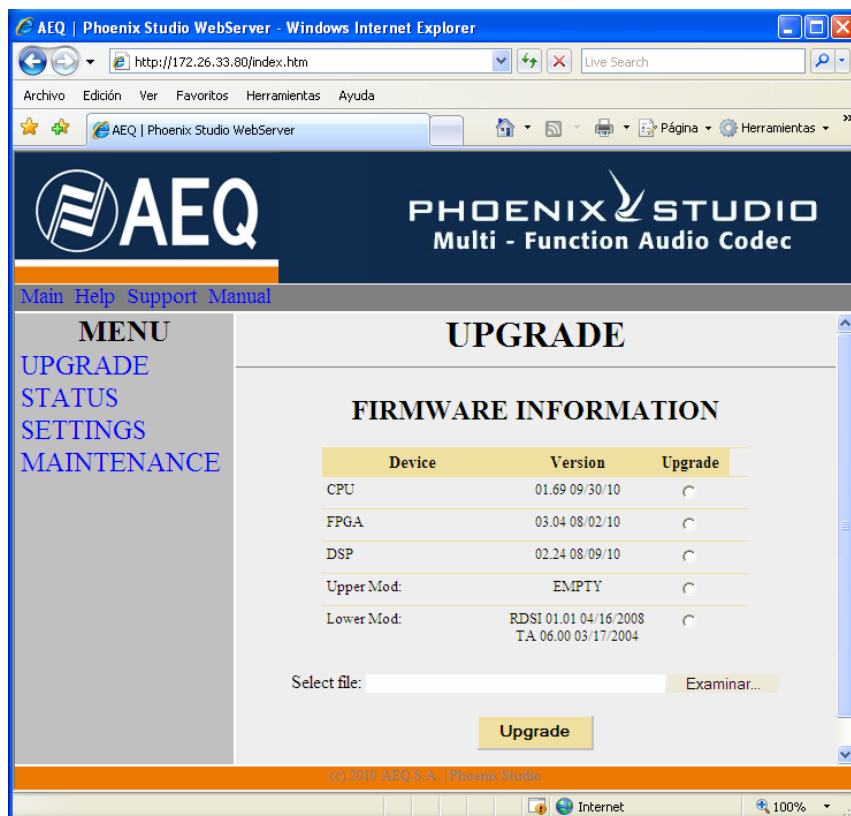 AEQ | Phoenix Studio WebServer - Windows Internet Explorer
http://172.26.33.80/index.htm
Live Search
Archivo Edición Ver Favoritos Herramientas Ayuda
AEQ | Phoenix Studio WebServer
Página Herramientas
AEQ
PHOENIX STUDIO
Multi - Function Audio Codec
Main Help Support Manual
MENU
UPGRADE
STATUS
SETTINGS
MAINTENANCE
UPGRADE
FIRMWARE INFORMATION
Device Version Upgrade
CPU 01.69 09/30/10
FPGA 03.04 08/02/10
DSP 02.24 08/09/10
Upper Mod: EMPTY
Lower Mod: RDSI 01.01 04/16/2008
TA 06.00 03/17/2004
Select file: Examinar...
Upgrade
(c) 2010 AEQ S.A. | Phoenix Studio
Internet 100%